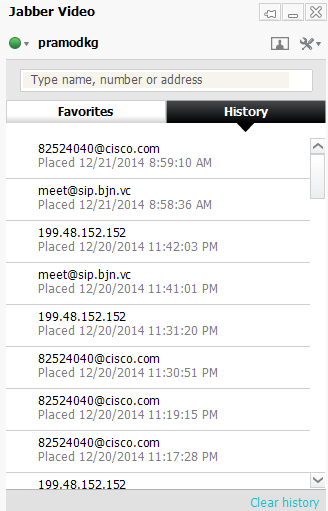 Jabber Video
pramodkg
Type name, number or address
Favorites History
82524040@cisco.com
Placed 12/21/2014 8:59:10 AM
meet@sip.bjn.vc
Placed 12/21/2014 8:58:36 AM
199.48.152.152
Placed 12/20/2014 11:42:03 PM
meet@sip.bjn.vc
Placed 12/20/2014 11:41:01 PM
199.48.152.152
Placed 12/20/2014 11:31:20 PM
82524040@cisco.com
Placed 12/20/2014 11:30:51 PM
82524040@cisco.com
Placed 12/20/2014 11:19:15 PM
82524040@cisco.com
Placed 12/20/2014 11:17:28 PM
199.48.152.152
Clear history